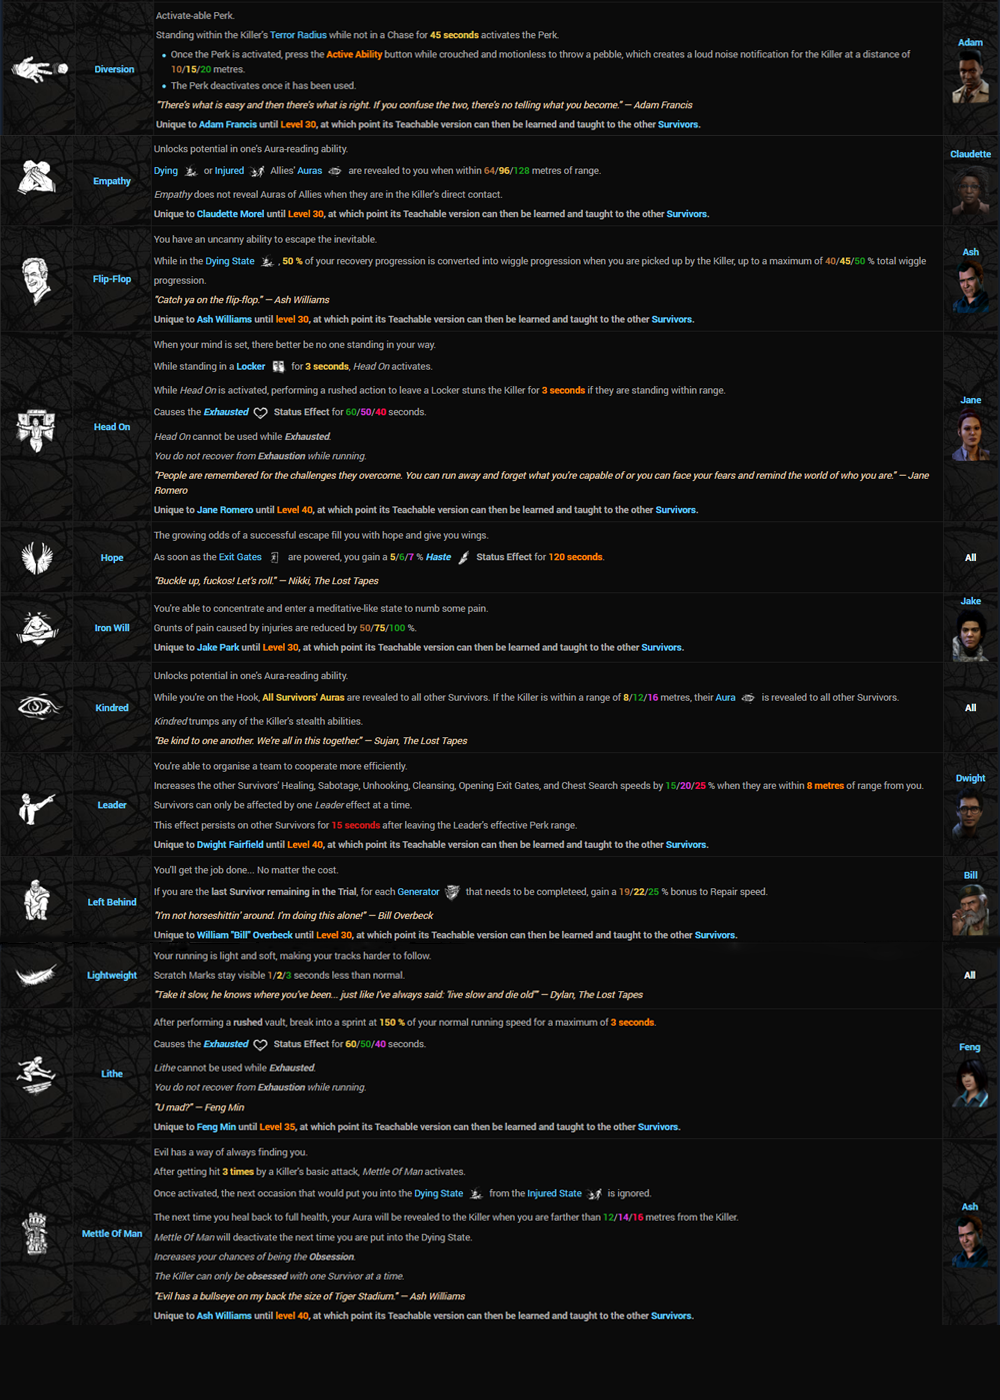 Activate-able Perk.
Standing within the Killer's Terror Radius while not in a Chase for 45 seconds activates the Perk.
Diversion
• Once the Perk is activated, press the Active Ability button while crouched and motionless to throw a pebble, which creates a loud noise notification for the Killer at a distance of
10/15/20 metres.
• The Perk deactivates once it has been used.
"There's what is easy and then there's what is right. If you confuse the two, there's no telling what you become." — Adam Francis
Unique to Adam Francis until Level 30, at which point its Teachable version can then be learned and taught to the other Survivors.
Adam
Empathy
Unlocks potential in one's Aura-reading ability.
Dying or Injured Allies' Auras are revealed to you when within 64/96/128 metres of range.
Empathy does not reveal Auras of Allies when they are in the Killer's direct contact.
Unique to Claudette Morel until Level 30, at which point its Teachable version can then be learned and taught to the other Survivors.
Claudette
Flip-Flop
You have an uncanny ability to escape the inevitable.
While in the Dying State , 50 % of your recovery progression is converted into wiggle progression when you are picked up by the Killer, up to a maximum of 40/45/50 % total wiggle
progression.
"Catch ya on the flip-flop." — Ash Williams
Unique to Ash Williams until level 30, at which point its Teachable version can then be learned and taught to the other Survivors.
Ash
Head On
When your mind is set, there better be no one standing in your way.
While standing in a Locker for 3 seconds, Head On activates.
While Head On is activated, performing a rushed action to leave a Locker stuns the Killer for 3 seconds if they are standing within range.
Causes the Exhausted Status Effect for 60/50/40 seconds.
Head On cannot be used while Exhausted.
You do not recover from Exhaustion while running.
"People are remembered for the challenges they overcome. You can run away and forget what you're capable of or you can face your fears and remind the world of who you are." — Jane
Romero
Unique to Jane Romero until Level 40, at which point its Teachable version can then be learned and taught to the other Survivors.
Jane
Hope
The growing odds of a successful escape fill you with hope and give you wings.
As soon as the Exit Gates are powered, you gain a 5/6/7 % Haste Status Effect for 120 seconds.
"Buckle up, fuckos! Let's roll." — Nikki, The Lost Tapes
All
Iron Will
You're able to concentrate and enter a meditative-like state to numb some pain.
Grunts of pain caused by injuries are reduced by 50/75/100 %.
Unique to Jake Park until Level 30, at which point its Teachable version can then be learned and taught to the other Survivors.
Jake
Kindred
Unlocks potential in one's Aura-reading ability.
While you're on the Hook, All Survivors' Auras are revealed to all other Survivors. If the Killer is within a range of 8/12/16 metres, their Aura is revealed to all other Survivors.
Kindred trumps any of the Killer's stealth abilities.
"Be kind to one another. We're all in this together." — Sujan, The Lost Tapes
All
Leader
You're able to organise a team to cooperate more efficiently.
Increases the other Survivors' Healing, Sabotage, Unhooking, Cleansing, Opening Exit Gates, and Chest Search speeds by 15/20/25 % when they are within 8 metres of range from you.
Survivors can only be affected by one Leader effect at a time.
This effect persists on other Survivors for 15 seconds after leaving the Leader's effective Perk range.
Unique to Dwight Fairfield until Level 40, at which point its Teachable version can then be learned and taught to the other Survivors.
Dwight
Left Behind
You'll get the job done... No matter the cost.
If you are the last Survivor remaining in the Trial, for each Generator that needs to be completeed, gain a 19/22/25 % bonus to Repair speed.
"I'm not horseshittin' around. I'm doing this alone!" — Bill Overbeck
Unique to William "Bill" Overbeck until Level 30, at which point its Teachable version can then be learned and taught to the other Survivors.
Bill
Lightweight
Your running is light and soft, making your tracks harder to follow.
Scratch Marks stay visible 1/2/3 seconds less than normal.
"Take it slow, he knows where you've been... just like I've always said: 'live slow and die old'" — Dylan, The Lost Tapes
All
Lithe
After performing a rushed vault, break into a sprint at 150 % of your normal running speed for a maximum of 3 seconds.
Causes the Exhausted Status Effect for 60/50/40 seconds.
Lithe cannot be used while Exhausted.
You do not recover from Exhaustion while running.
"U mad?" — Feng Min
Unique to Feng Min until Level 35, at which point its Teachable version can then be learned and taught to the other Survivors.
Feng
Mettle Of Man
Evil has a way of always finding you.
After getting hit 3 times by a Killer's basic attack, Mettle Of Man activates.
Once activated, the next occasion that would put you into the Dying State from the Injured State is ignored.
The next time you heal back to full health, your Aura will be revealed to the Killer when you are farther than 12/14/16 metres from the Killer.
Mettle Of Man will deactivate the next time you are put into the Dying State.
Increases your chances of being the Obsession.
The Killer can only be obsessed with one Survivor at a time.
"Evil has a bullseye on my back the size of Tiger Stadium." — Ash Williams
Unique to Ash Williams until level 40, at which point its Teachable version can then be learned and taught to the other Survivors.
Ash